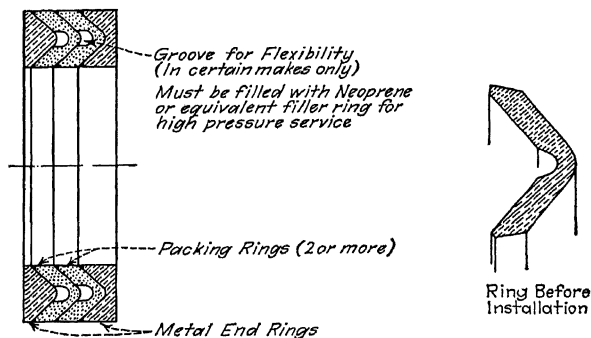 Groove for Flexibility
(In certain makes only)
Must be filled with Neoprene
or equivalent filler ring for
high pressure service
Packing Rings (2 or more)
Metal End Rings
Ring Before
Installation